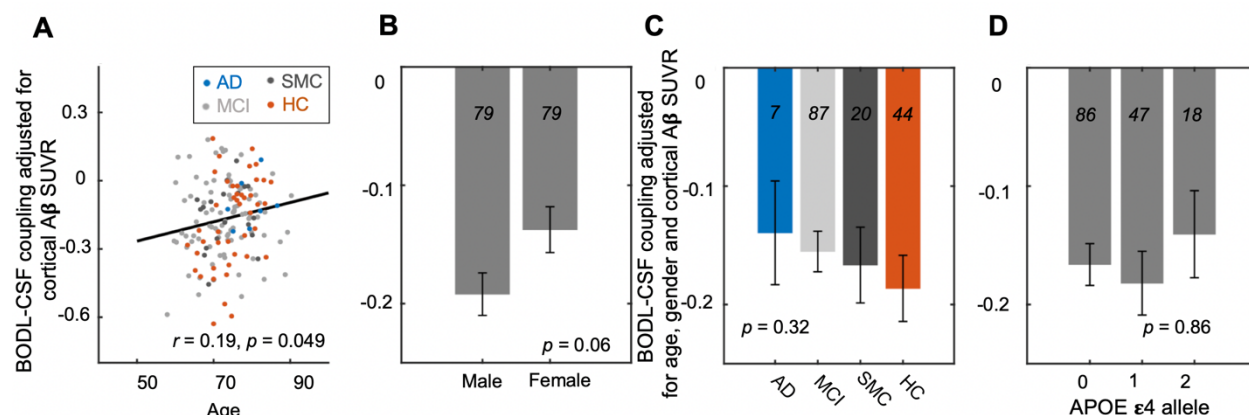 A
BODL-CSF coupling adjusted for
cortical Aβ SUVR
0.3
0
-0.3
-0.6
AD
SMC
MCI
HC
r = 0.19, p = 0.049
50
70
90
Age
B
0
-0.1
-0.2
79
79
p = 0.06
Male
Female
C
BODL-CSF coupling adjusted
for age, gender and cortical Aβ SUVR
0
-0.1
-0.2
7
87
20
44
p = 0.32
AD
MCI
SMC
HC
D
0
-0.1
-0.2
86
47
18
p = 0.86
0
1
2
APOE ε4 allele